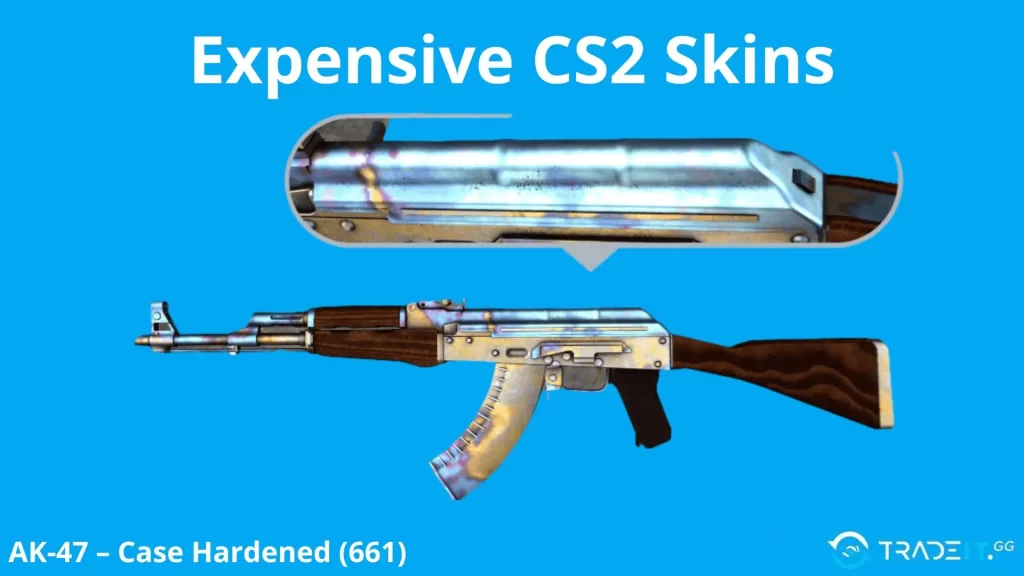 Expensive CS2 Skins
AK-47 – Case Hardened (661)
TRADEIT.GG